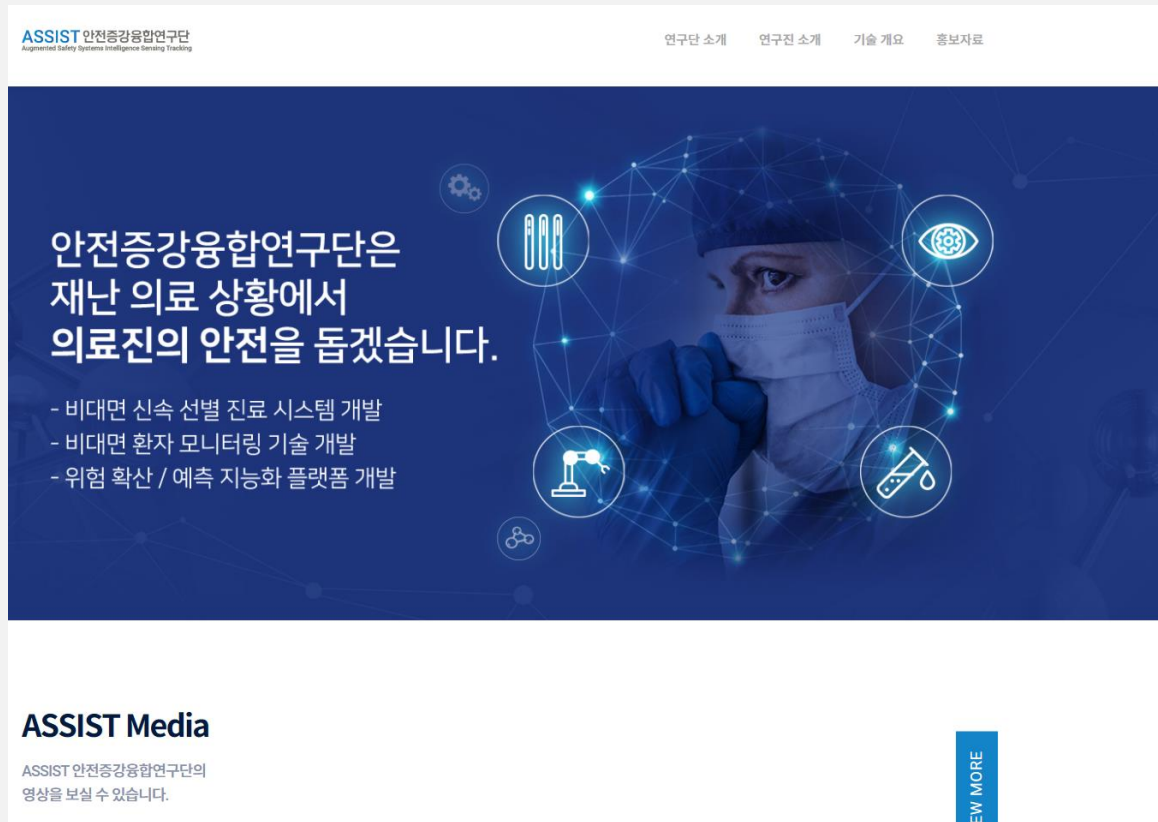 ASSIST 안전증강융합연구단
Augmented Safety Systems Intelligence Sensing Tracking
연구단 소개 연구진 소개 기술 개요 홍보자료
안전증강융합연구단은
재난 의료 상황에서
의료진의 안전을 돕겠습니다.
- 비대면 신속 선별 진료 시스템 개발
- 비대면 환자 모니터링 기술 개발
- 위험 확산 / 예측 지능화 플랫폼 개발
ASSIST Media
ASSIST 안전증강융합연구단의
영상을 보실 수 있습니다.
MORE